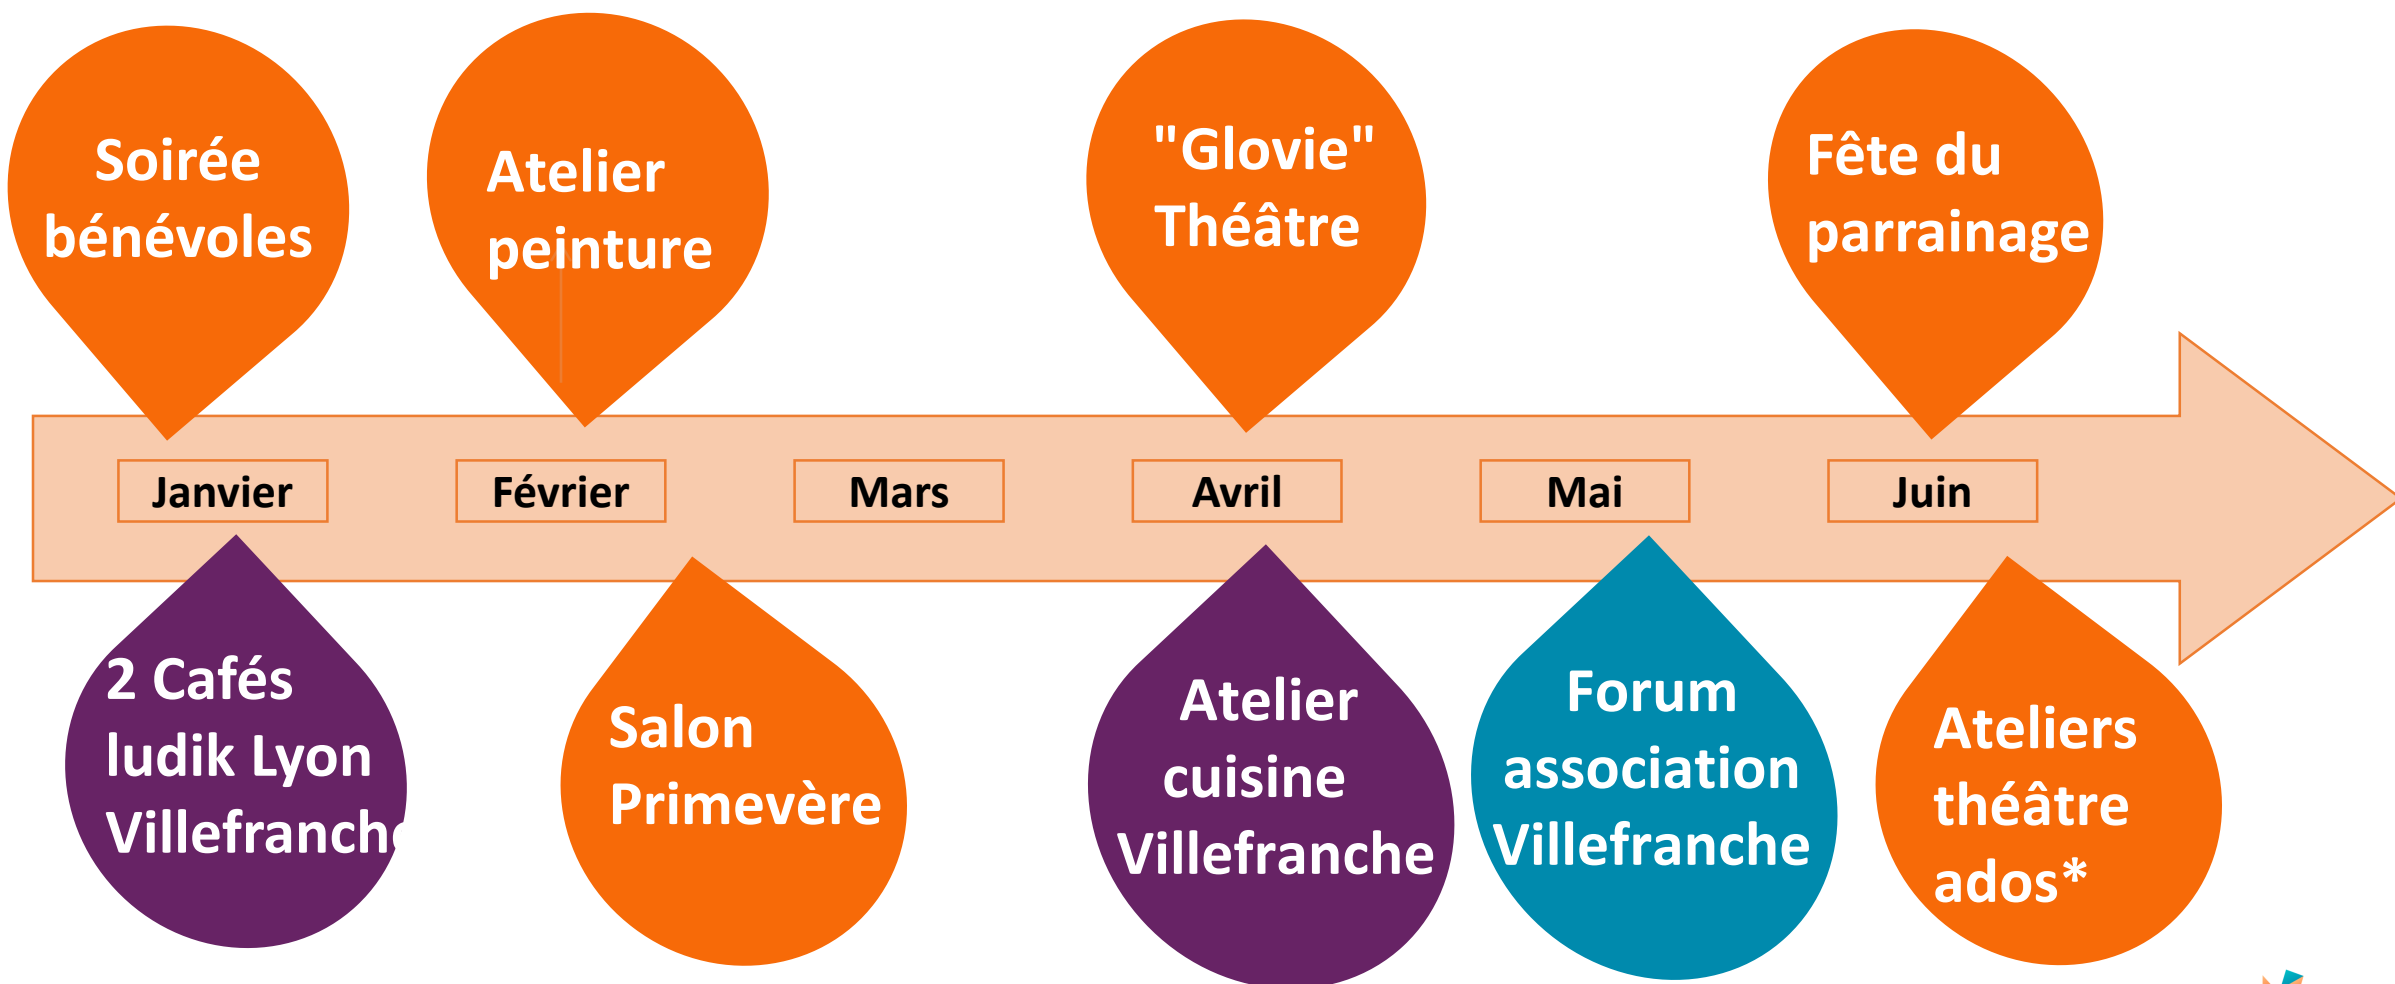 Soirée
bénévoles
Atelier
peinture
"Glovie"
Théâtre
Fête du
parrainage
Janvier
Février
Mars
Avril
Mai
Juin
2 Cafés
ludik Lyon
Villefranche
Salon
Primevère
Atelier
cuisine
Villefranche
Forum
association
Villefranche
Ateliers
théâtre
ados*